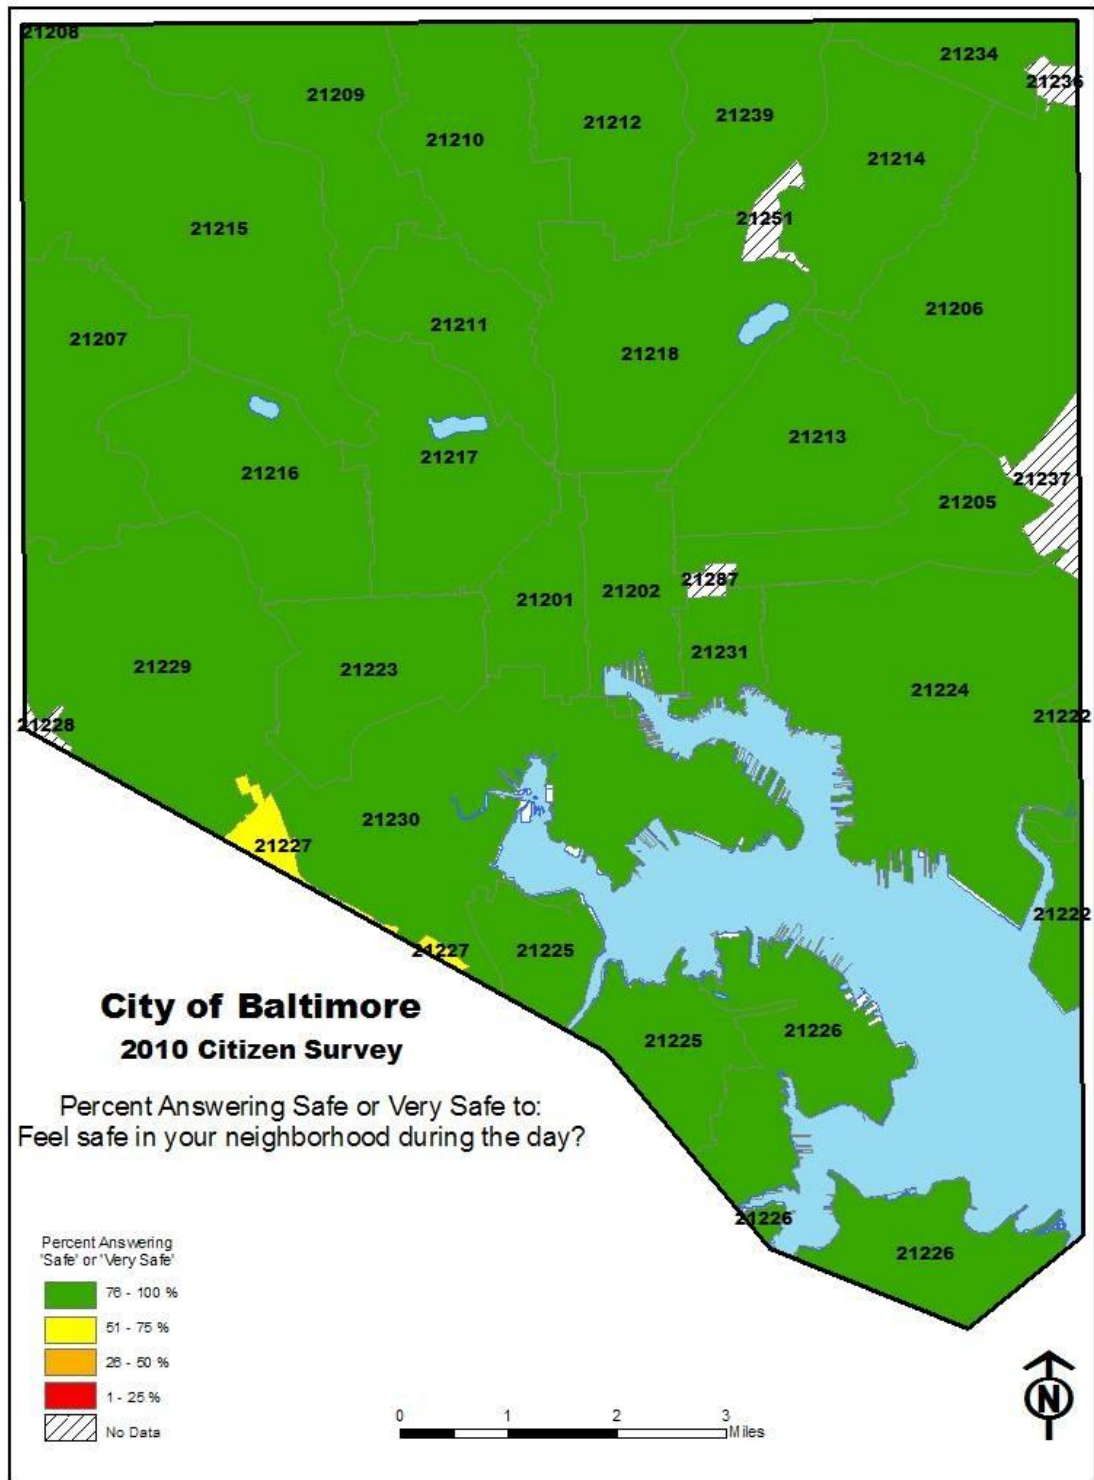 21208
21234
21236
21209
21239
21212
21210
21214
21251
21215
21206
21211
21207
21218
21213
21217
21216
21237
21205
21287
21202
21201
21231
21229
21223
21224
21222
21228
21230
21227
21222
21227
21225
City of Baltimore
2010 Citizen Survey
21226
21225
Percent Answering Safe or Very Safe to:
Feel safe in your neighborhood during the day?
21226
21226
Percent Answering
'Safe' or 'Very Safe'
76 - 100 %
51 - 75 %
26 - 50 %
1 - 25 %
No Data
0 1 2 3
Miles
N